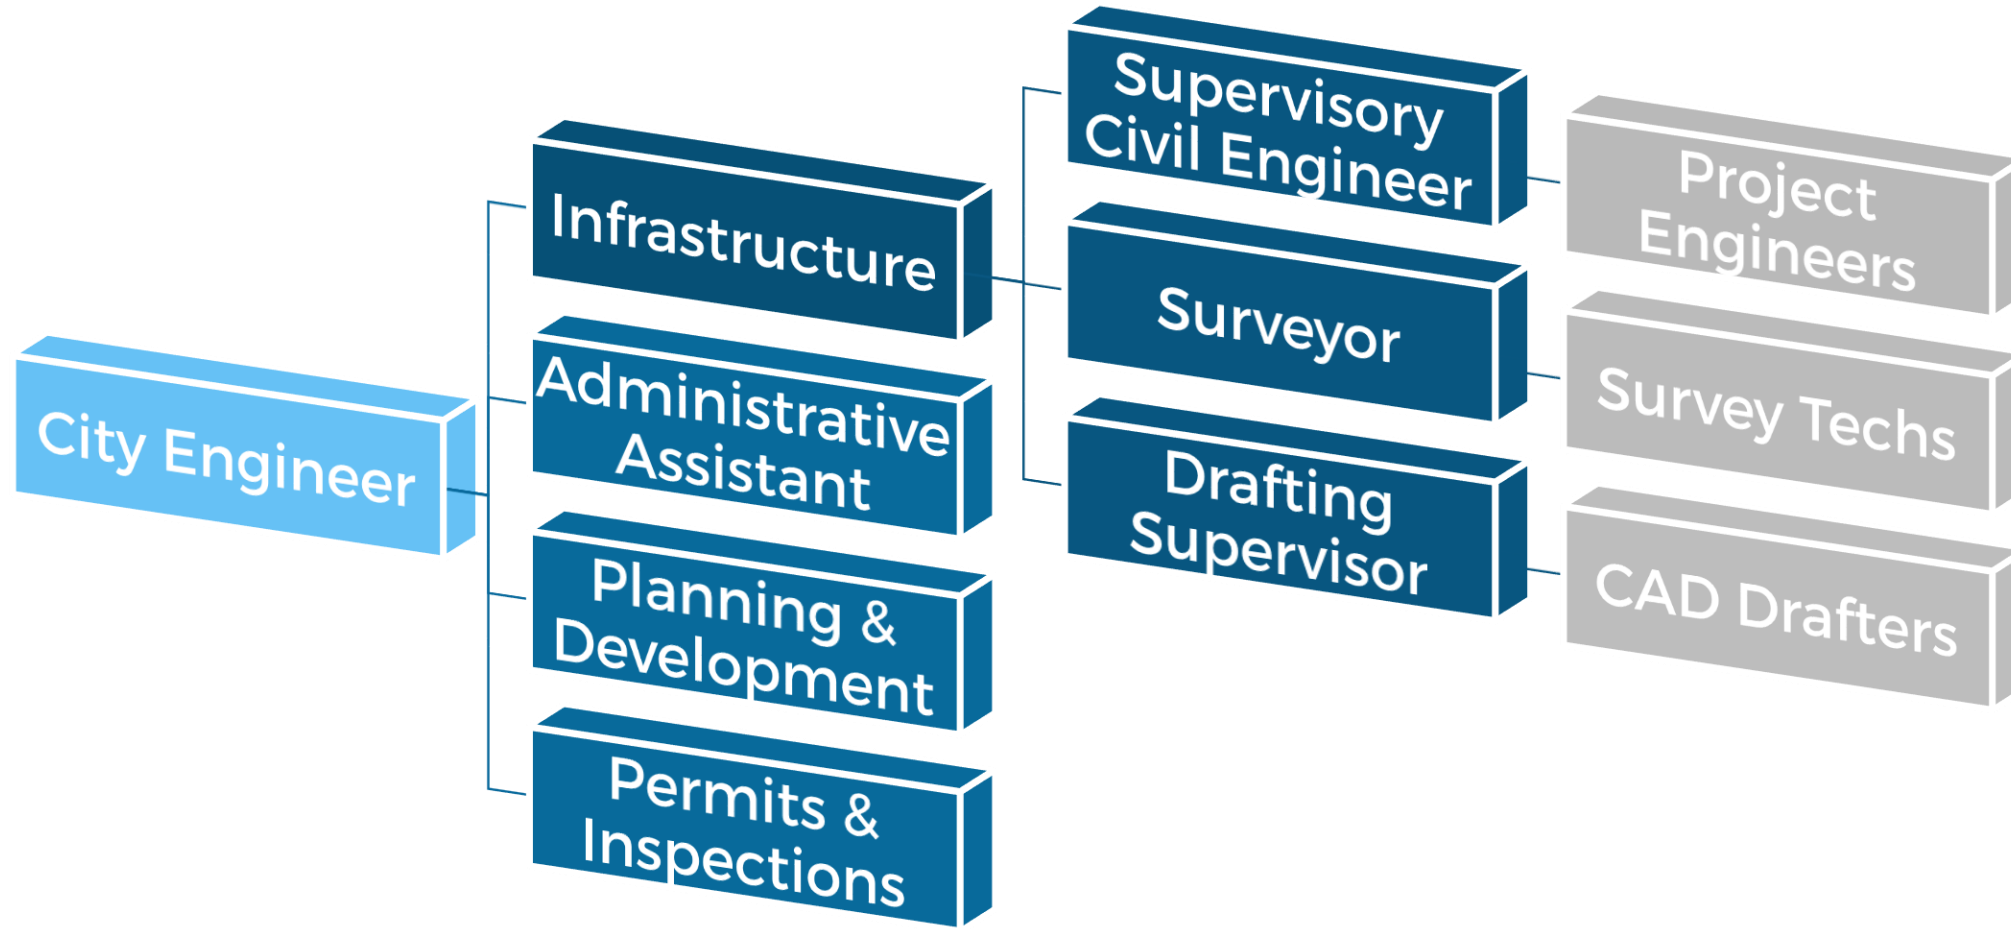 City Engineer
Infrastructure
Administrative
Assistant
Planning &
Development
Permits &
Inspections
Supervisory
Civil Engineer
Surveyor
Drafting
Supervisor
Project
Engineers
Survey Techs
CAD Drafters